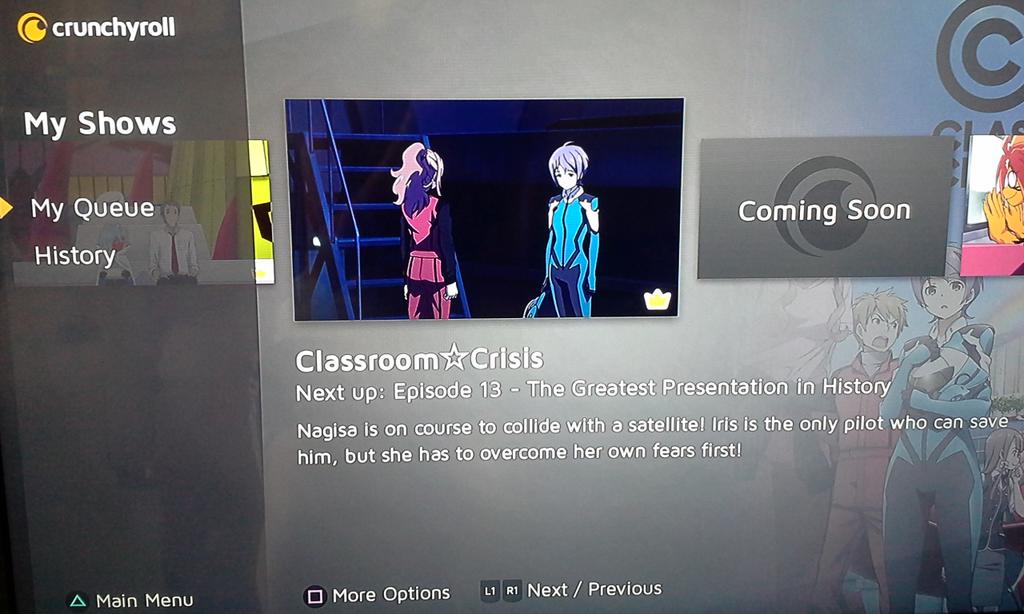 crunchyroll
My Shows
My Queue
History
Coming Soon
Classroom☆Crisis
Next up: Episode 13 - The Greatest Presentation in History
Nagisa is on course to collide with a satellite! Iris is the only pilot who can save
him, but she has to overcome her own fears first!
Main Menu
More Options
L1 R1 Next / Previous
C
CLAS